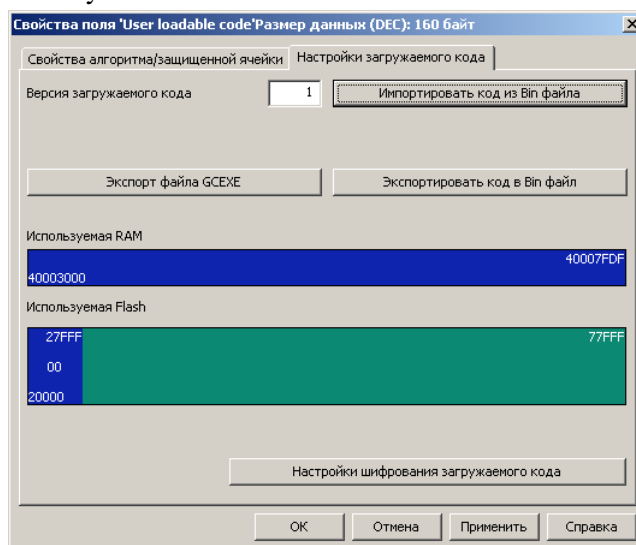 Свойства поля 'User loadable code'Размер данных (DEC): 160 байт
Свойства алгоритма/защищенной ячейки Настройки загружаемого кода
Версия загружаемого кода 1 Импортировать код из Bin файла
Экспорт файла GCEXE Экспортировать код в Bin файл
Используемая RAM
40007FDF
40003000
Используемая Flash
27FFF 77FFF
00
20000
Настройки шифрования загружаемого кода
ОК Отмена Применить Справка